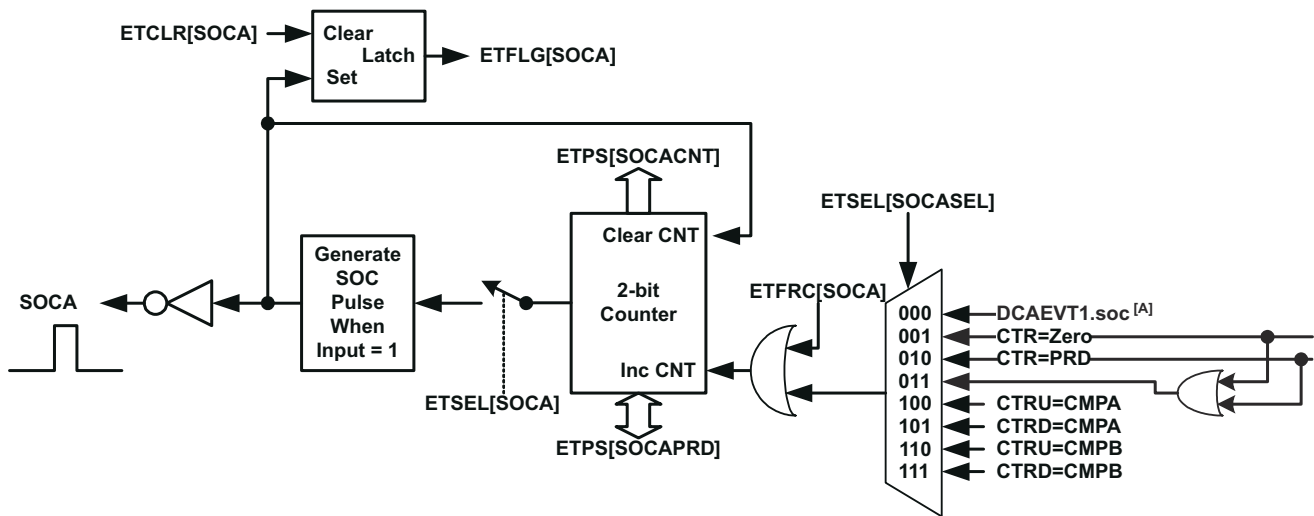 ETCLR[SOCA]
Clear
Latch
Set
ETFLG[SOCA]
ETPS[SOCACNT]
ETSEL[SOCASEL]
Clear CNT
2-bit
Counter
Inc CNT
Generate
SOC
Pulse
When
Input = 1
SOCA
ETSEL[SOCA]
ETPS[SOCAPRD]
ETFRC[SOCA]
000 DCAEVT1.soc [A]
001 CTR=Zero
010 CTR=PRD
011
100 CTRU=CMPA
101 CTRD=CMPA
110 CTRU=CMPB
111 CTRD=CMPB